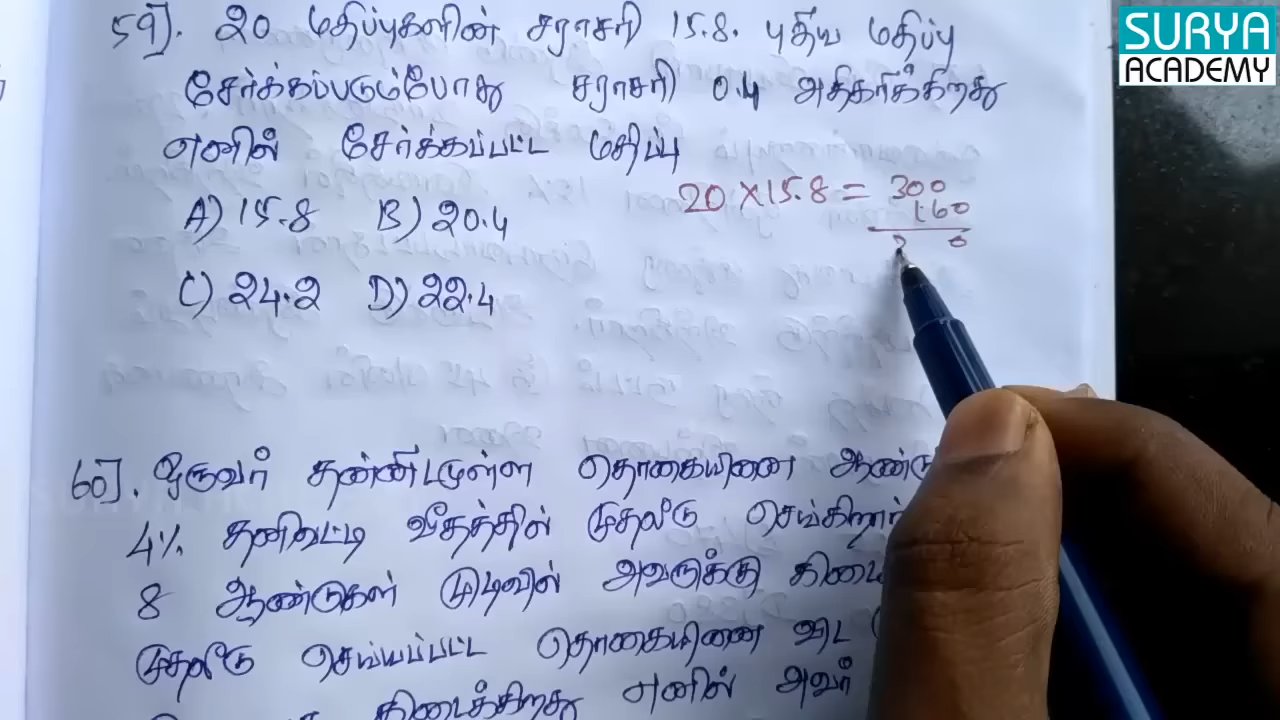 SURYA
ACADEMY
59]. 20 மதிப்புகளின் சராசரி 15.8. புதிய மதிப்பு
சேர்க்கப்படும்போது சராசரி 0.4 அதிகரிக்கிறது
எனில் சேர்க்கப்பட்ட மதிப்பு
20 × 15.8 = 300
160
A) 15.8 B) 20.4
C) 24.2 D) 22.4
60]. ஒருவர் தன்னிடமுள்ள தொகையினை
4% தனிவட்டி வீதத்தில் முதலீடு செய்கிறார்
8 ஆண்டுகள் முடிவில் அவருக்கு
முதலீடு செய்யப்பட்ட தொகையினை விட
கிடைக்கிறது எனில் அவர்